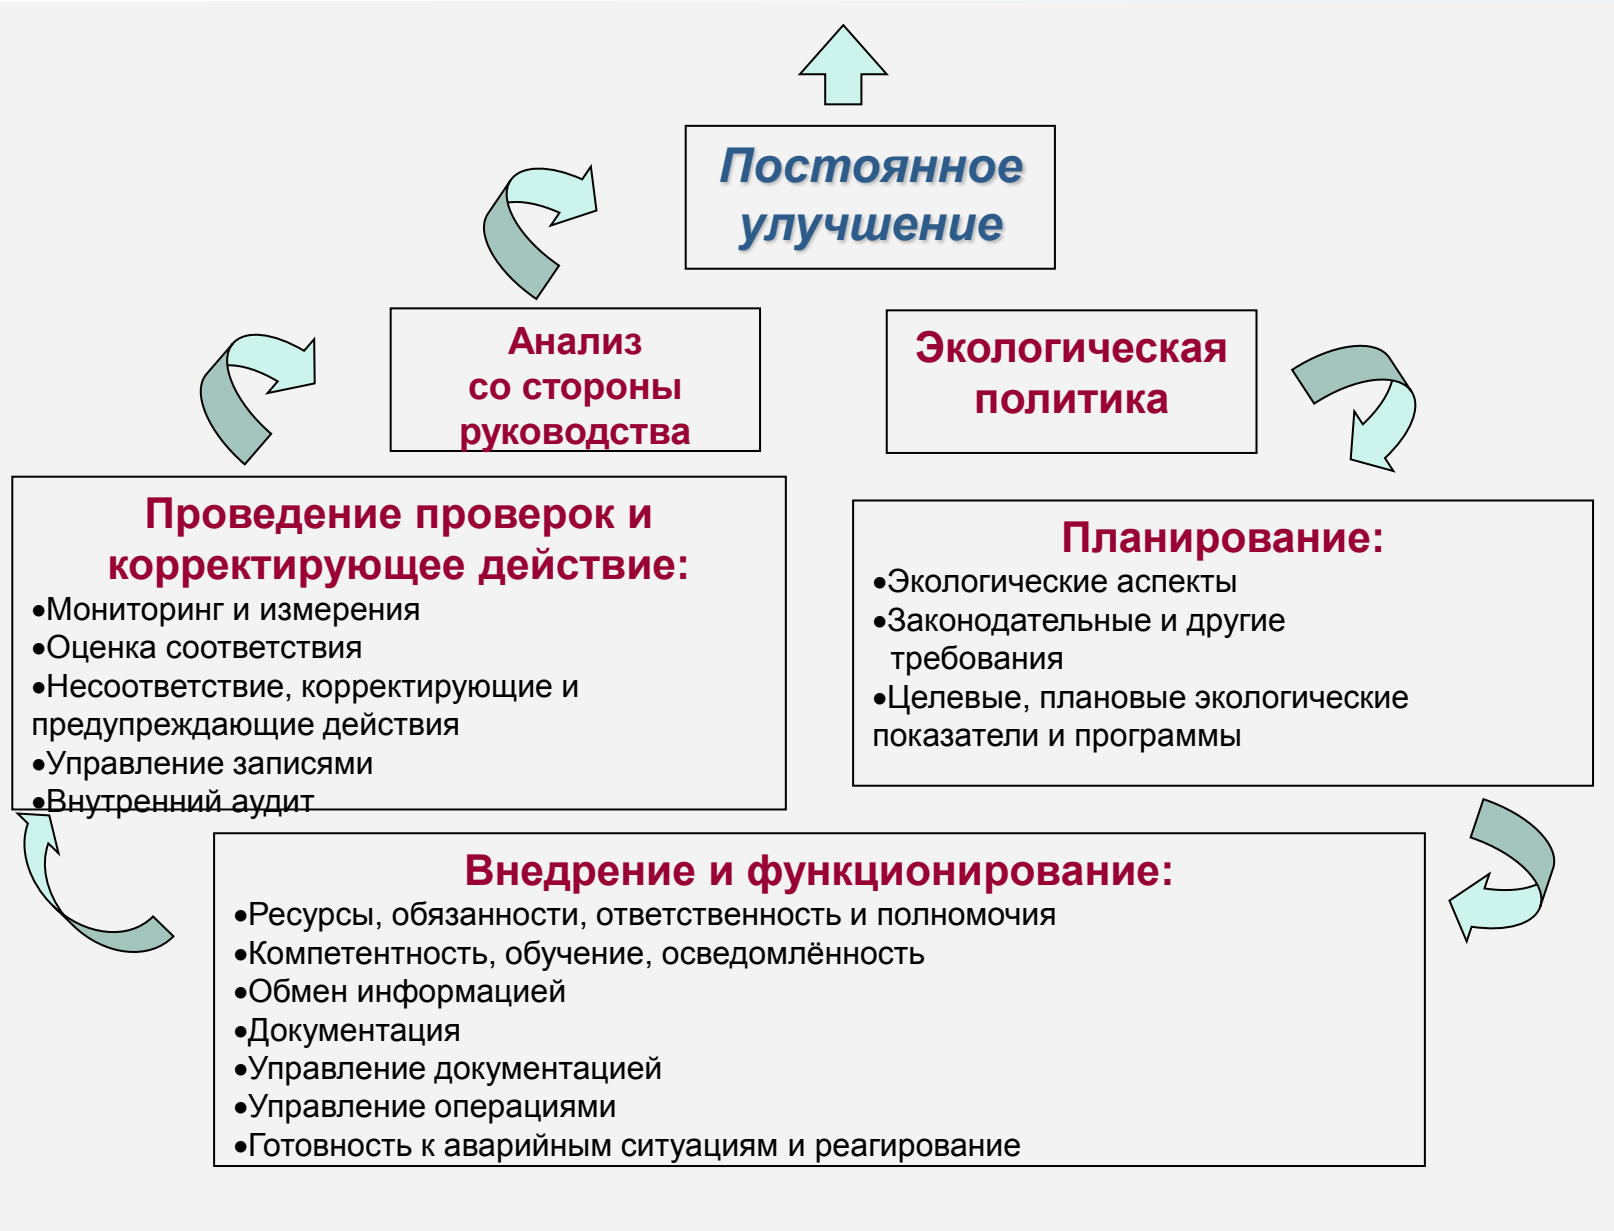 Постоянное
улучшение
Анализ
со стороны
руководства
Экологическая
политика
Проведение проверок и
корректирующее действие:
•Мониторинг и измерения
•Оценка соответствия
•Несоответствие, корректирующие и
предупреждающие действия
•Управление записями
•Внутренний аудит
Планирование:
•Экологические аспекты
•Законодательные и другие
требования
•Целевые, плановые экологические
показатели и программы
Внедрение и функционирование:
•Ресурсы, обязанности, ответственность и полномочия
•Компетентность, обучение, осведомлённость
•Обмен информацией
•Документация
•Управление документацией
•Управление операциями
•Готовность к аварийным ситуациям и реагирование